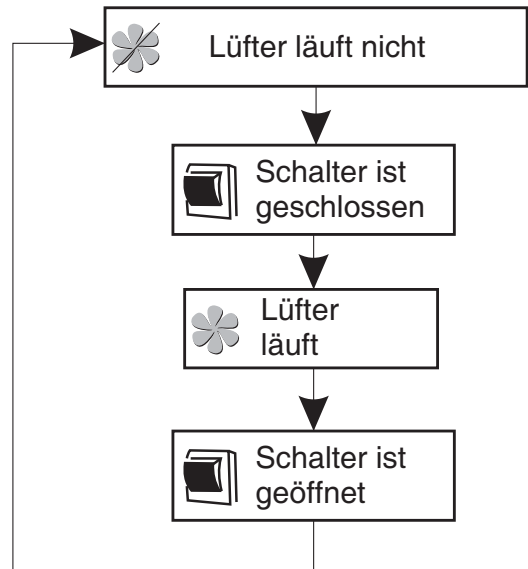 Lüfter läuft nicht
Schalter ist
geschlossen
Lüfter
läuft
Schalter ist
geöffnet